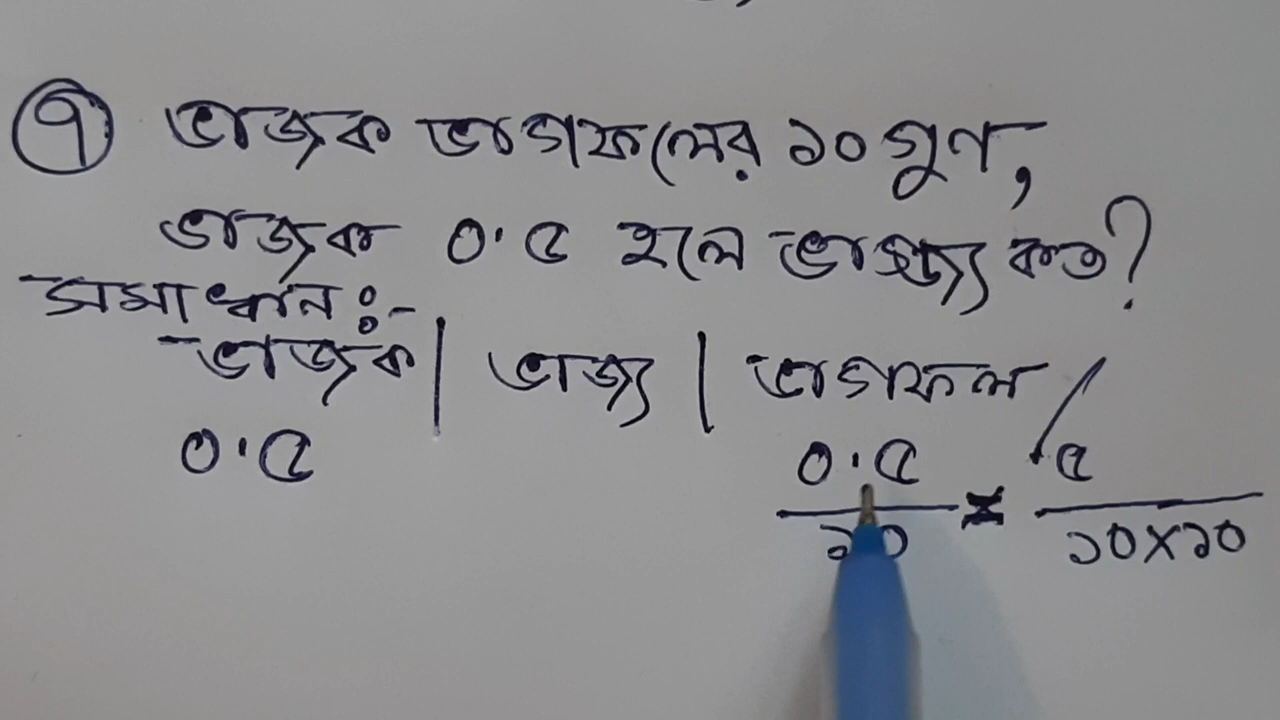 ৭ ভাজক ভাগফলের ১০ গুণ,
ভাজক ০.৫ হলে ভাজ্য কত?
সমাধান :-
ভাজক | ভাজ্য | ভাগফল
০.৫ ০.৫ ৫
১০ = ১০×১০